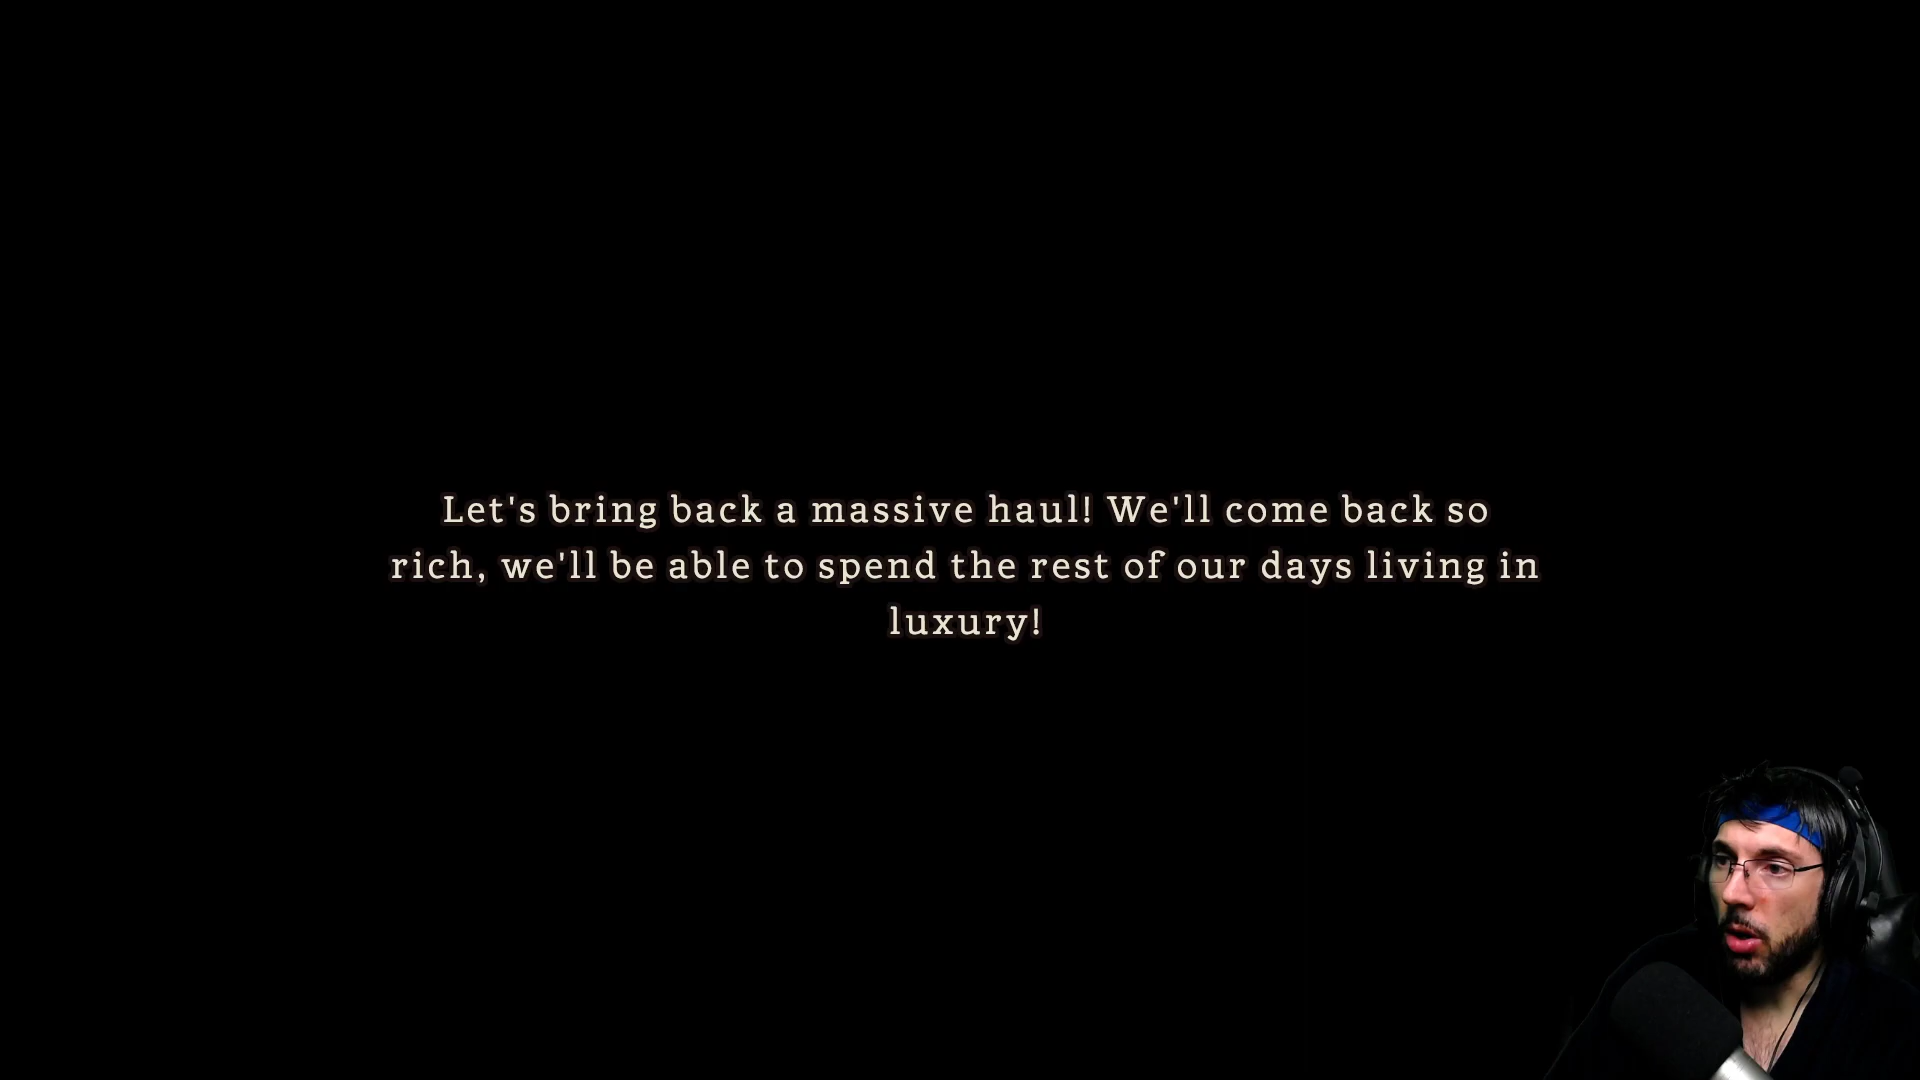 Let's bring back a massive haul! We'll come back so
rich, we'll be able to spend the rest of our days living in
luxury!